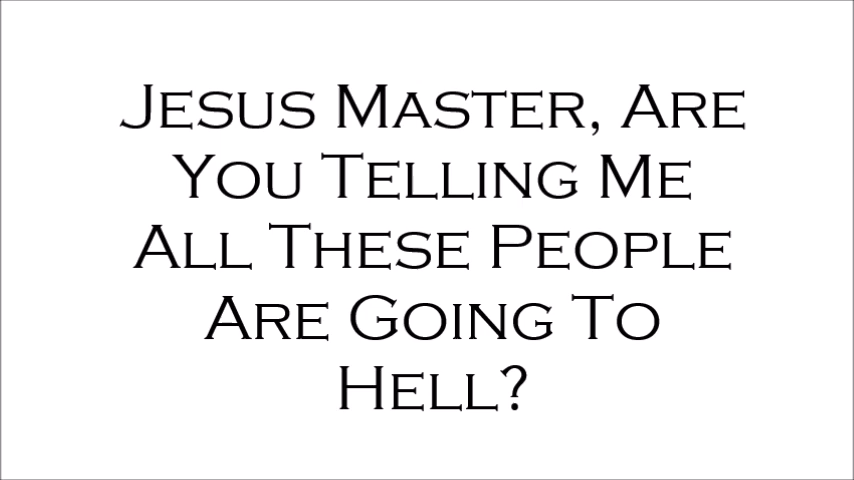 Jesus Master, Are
You Telling Me
All These People
Are Going To
Hell?